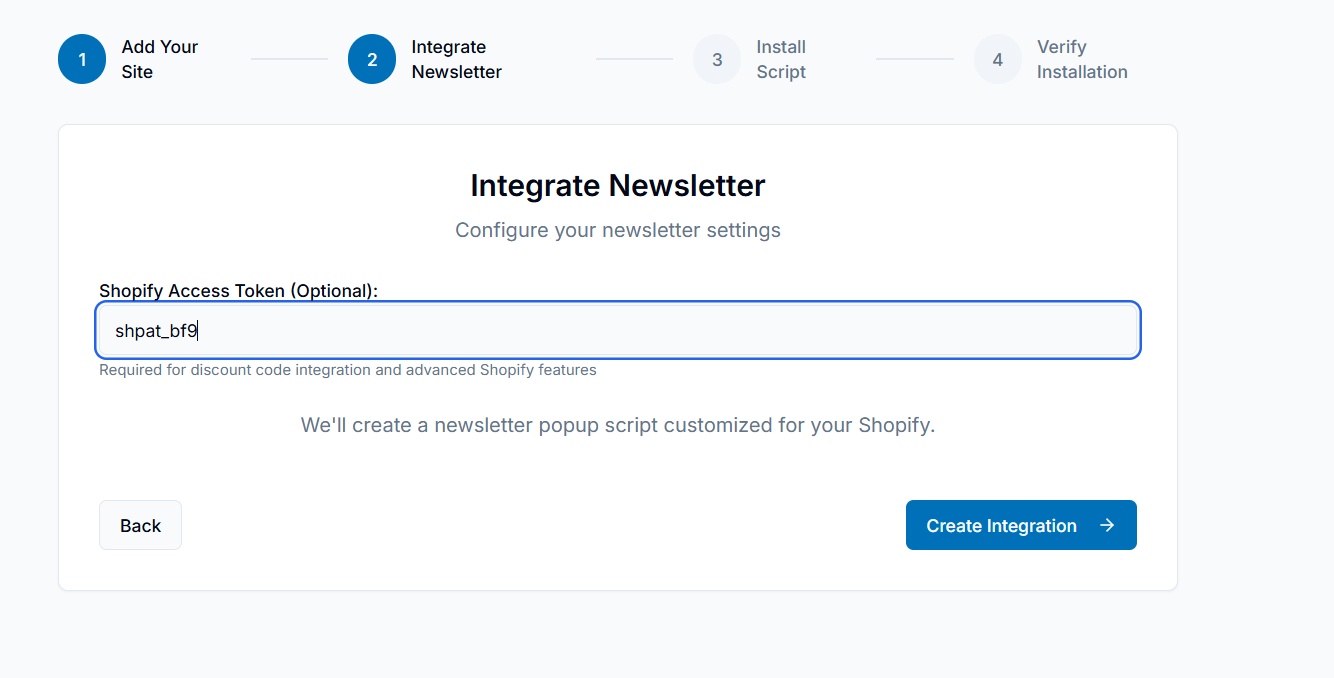 1
Add Your
Site
2
Integrate
Newsletter
3
Install
Script
4
Verify
Installation
Integrate Newsletter
Configure your newsletter settings
Shopify Access Token (Optional):
shpat_bf9
Required for discount code integration and advanced Shopify features
We'll create a newsletter popup script customized for your Shopify.
Back
Create Integration →